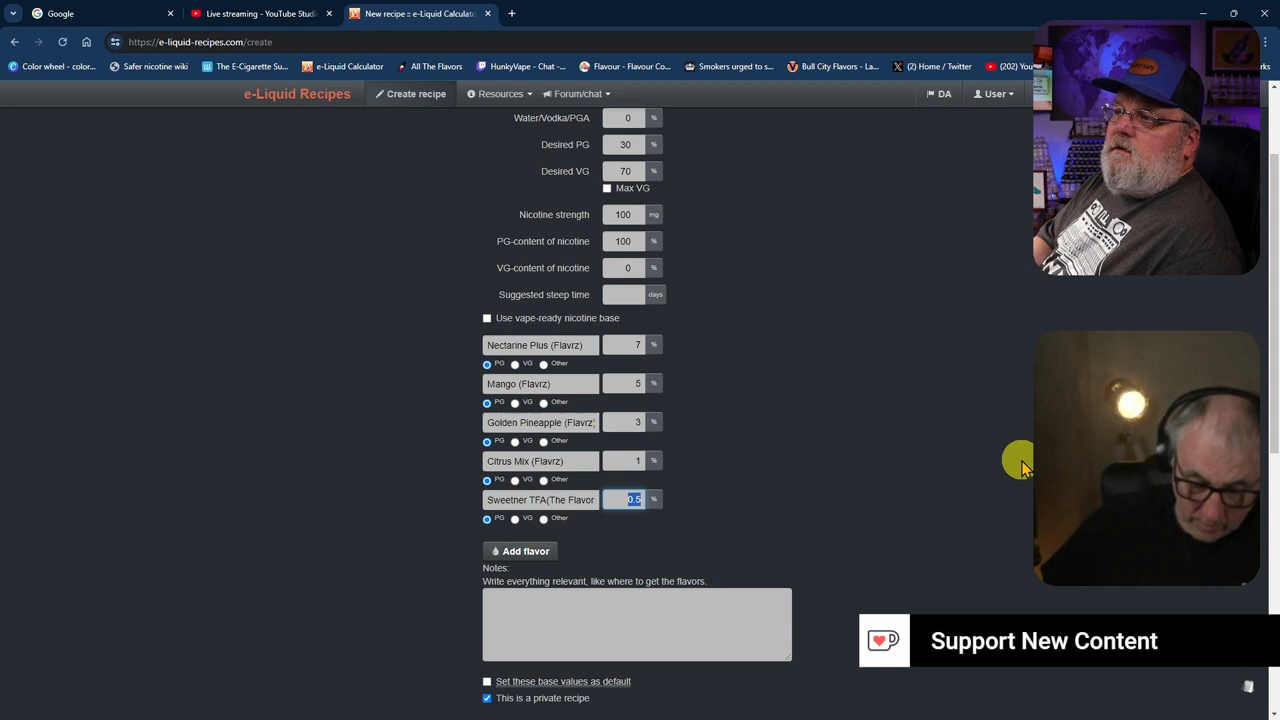 Google
Live streaming - YouTube Studi
New recipe :: e-Liquid Calculato
https://e-liquid-recipes.com/create
Color wheel - color...
Safer nicotine wiki
The E-Cigarette Su...
e-Liquid Calculator
All The Flavors
HunkyVape - Chat -...
Flavour - Flavour Co...
Smokers urged to s...
Bull City Flavors - La...
(2) Home / Twitter
(202) You
ks
e-Liquid Recipes
Create recipe
Resources
Forum/chat
DA
User
Water/Vodka/PGA 0 %
Desired PG 30 %
Desired VG 70 %
Max VG
Nicotine strength 100 mg
PG-content of nicotine 100 %
VG-content of nicotine 0 %
Suggested steep time days
Use vape-ready nicotine base
Nectarine Plus (Flavrz) 7 %
PG VG Other
Mango (Flavrz) 5 %
PG VG Other
Golden Pineapple (Flavrz) 3 %
PG VG Other
Citrus Mix (Flavrz) 1 %
PG VG Other
Sweetner TFA(The Flavor 0.5 %
PG VG Other
Add flavor
Notes:
Write everything relevant, like where to get the flavors.
Support New Content
Set these base values as default
This is a private recipe